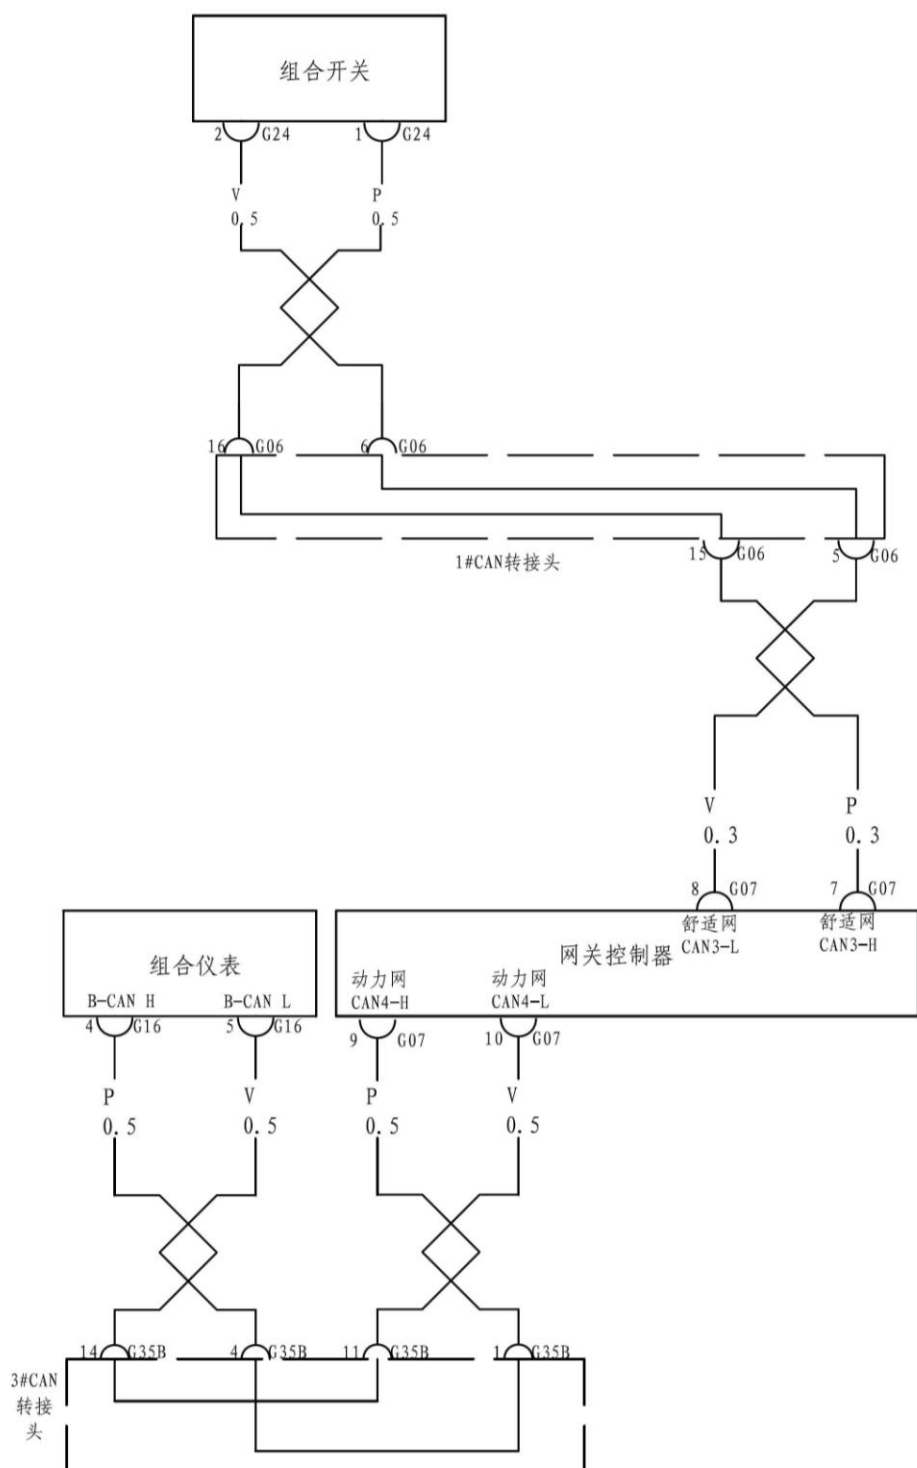 组合开关
2 G24 1 G24
V P
0.5 0.5
16 G06 6 G06
1#CAN转接头
15 G06 5 G06
V P
0.3 0.3
8 G07 7 G07
舒适网 舒适网
CAN3-L CAN3-H
网关控制器
组合仪表
动力网 动力网
B-CAN H B-CAN L CAN4-H CAN4-L
4 G16 5 G16 9 G07 10 G07
P V P V
0.5 0.5 0.5 0.5
14 G35B 4 G35B 11 G35B 1 G35B
3#CAN
转接
头